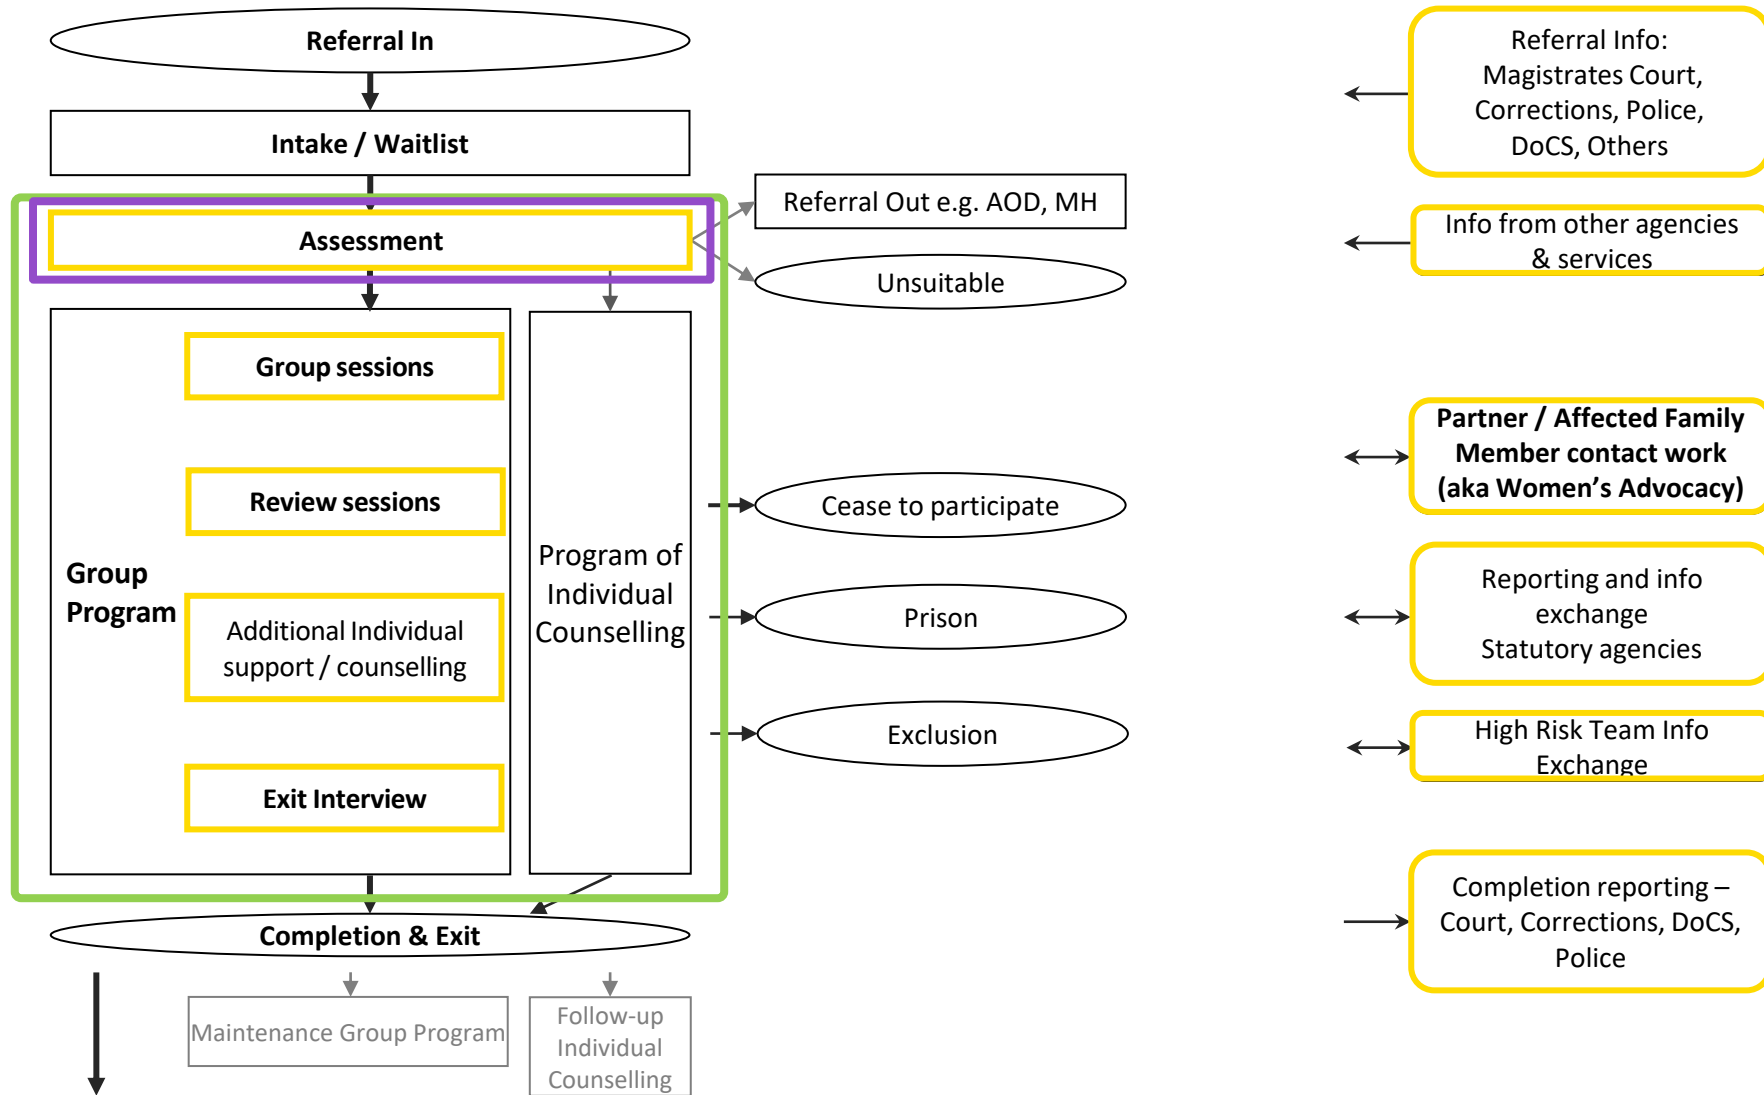 Referral In
Intake / Waitlist
Assessment
Referral Out e.g. AOD, MH
Unsuitable
Group Program
Group sessions
Review sessions
Additional Individual
support / counselling
Exit Interview
Program of
Individual
Counselling
Cease to participate
Prison
Exclusion
Completion & Exit
Maintenance Group Program
Follow-up
Individual
Counselling
Referral Info:
Magistrates Court,
Corrections, Police,
DoCS, Others
Info from other agencies
& services
Partner / Affected Family
Member contact work
(aka Women's Advocacy)
Reporting and info
exchange
Statutory agencies
High Risk Team Info
Exchange
Completion reporting –
Court, Corrections, DoCS,
Police